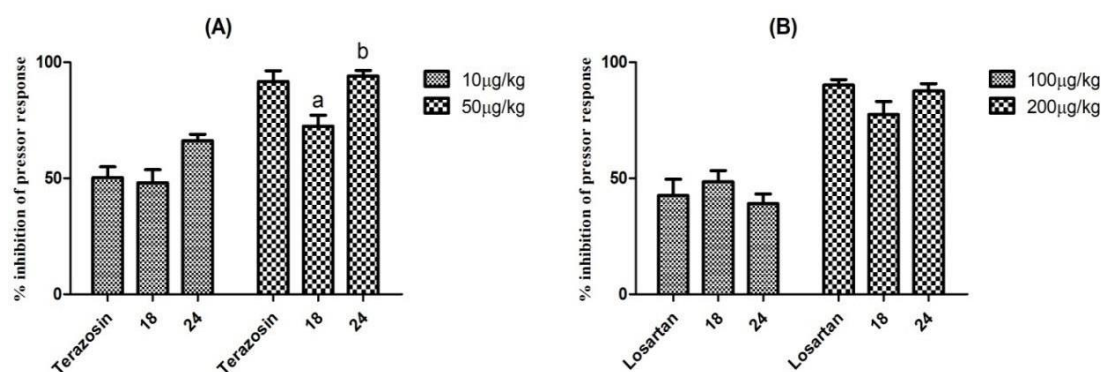 (A)
% inhibition of pressor response
100
50
0
a
b
Terazosin
18
24
Terazosin
18
24
10µg/kg
50µg/kg
(B)
% inhibition of pressor response
100
50
0
Losartan
18
24
Losartan
18
24
100µg/kg
200µg/kg